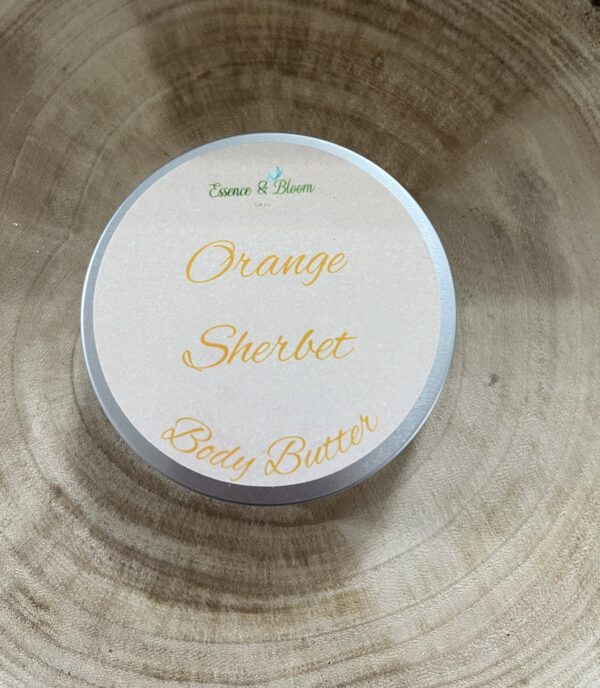 Essence & Bloom
Orange
Sherbet
Body Butter